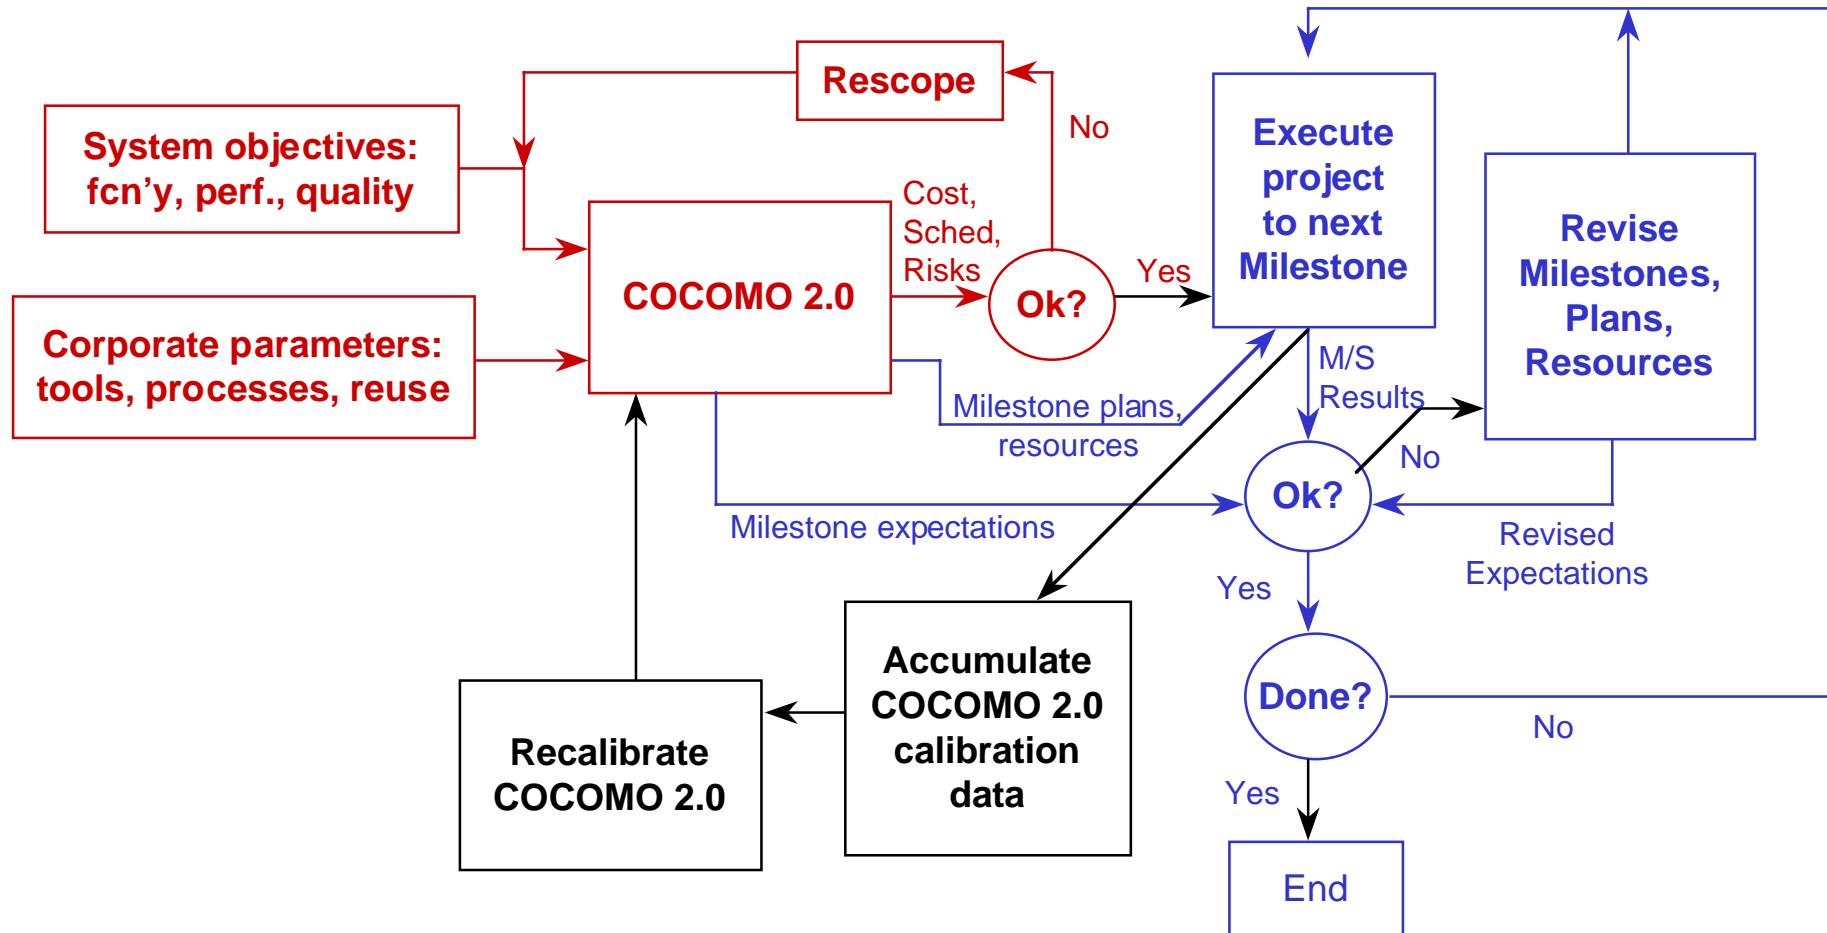 Rescope
No
System objectives:
fcn’y, perf., quality
Corporate parameters:
tools, processes, reuse
COCOMO 2.0
Cost,
Sched,
Risks
Ok?
Yes
Execute
project
to next
Milestone
Revise
Milestones,
Plans,
Resources
M/S
Results
Milestone plans,
resources
No
Ok?
Milestone expectations
Revised
Expectations
Yes
Done?
No
Accumulate
COCOMO 2.0
calibration
data
Recalibrate
COCOMO 2.0
Yes
End